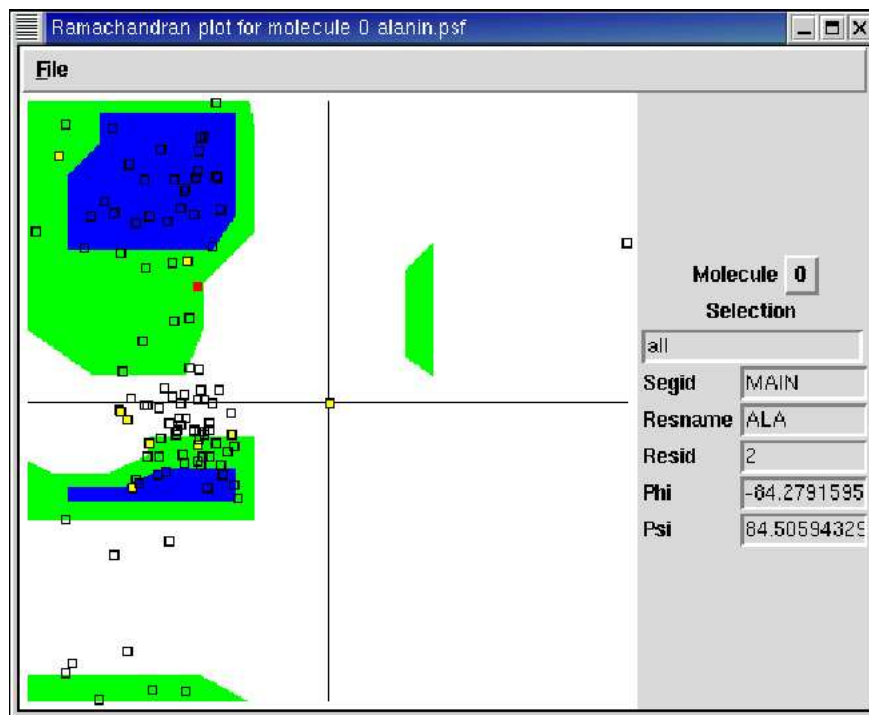 Ramachandran plot for molecule 0 alanin.psf
File
Molecule 0
Selection
all
Segid MAIN
Resname ALA
Resid 2
Phi -84.2791595
Psi 84.50594329